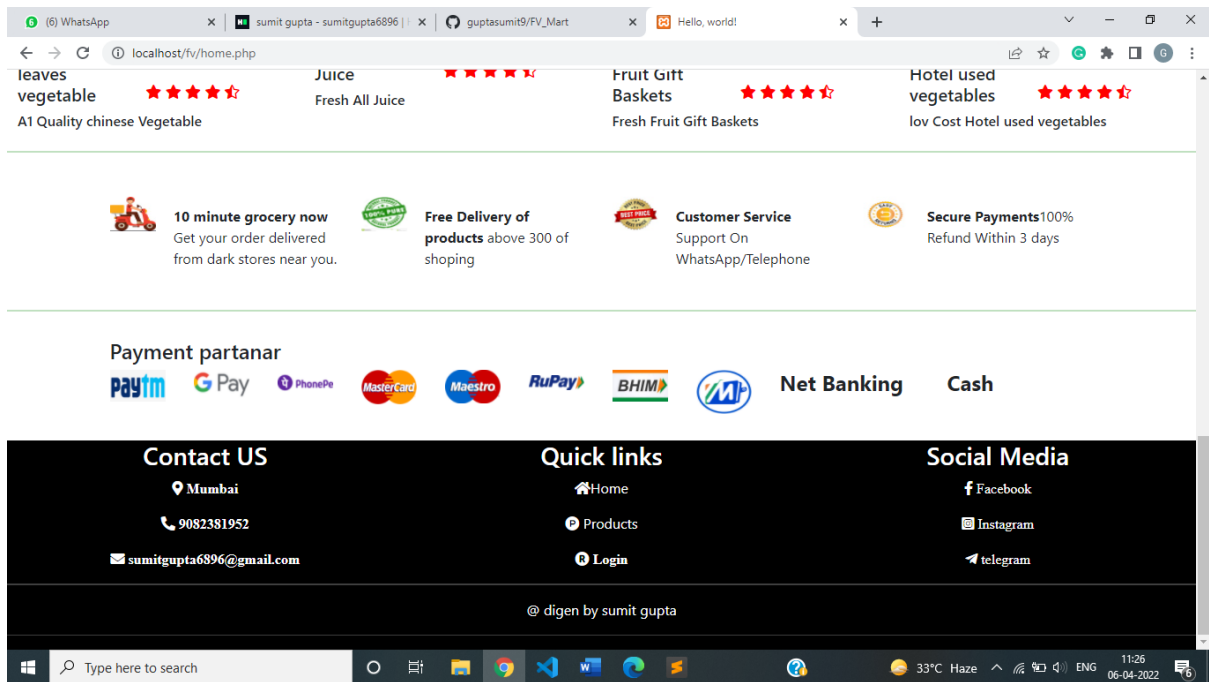 (6) WhatsApp
sumit gupta - sumitgupta6896 |
guptasumit9/FV_Mart
Hello, world!
localhost/fv/home.php
G
leaves
vegetable
A1 Quality chinese Vegetable
Juice
Fresh All Juice
Fruit Gift
Baskets
Fresh Fruit Gift Baskets
Hotel used
vegetables
lov Cost Hotel used vegetables
10 minute grocery now
Get your order delivered
from dark stores near you.
100% PURE
Free Delivery of
products above 300 of
shoping
BEST PRICE
Customer Service
Support On
WhatsApp/Telephone
EASY
Secure Payments100%
Refund Within 3 days
Payment partanar
paytm
G Pay
PhonePe
MasterCard
Maestro
RuPay
BHIM
Net Banking
Cash
Contact US
Mumbai
9082381952
sumitgupta6896@gmail.com
Quick links
Home
P Products
R Login
Social Media
Facebook
Instagram
telegram
@ digen by sumit gupta
Type here to search
33°C Haze
ENG
11:26
06-04-2022
6